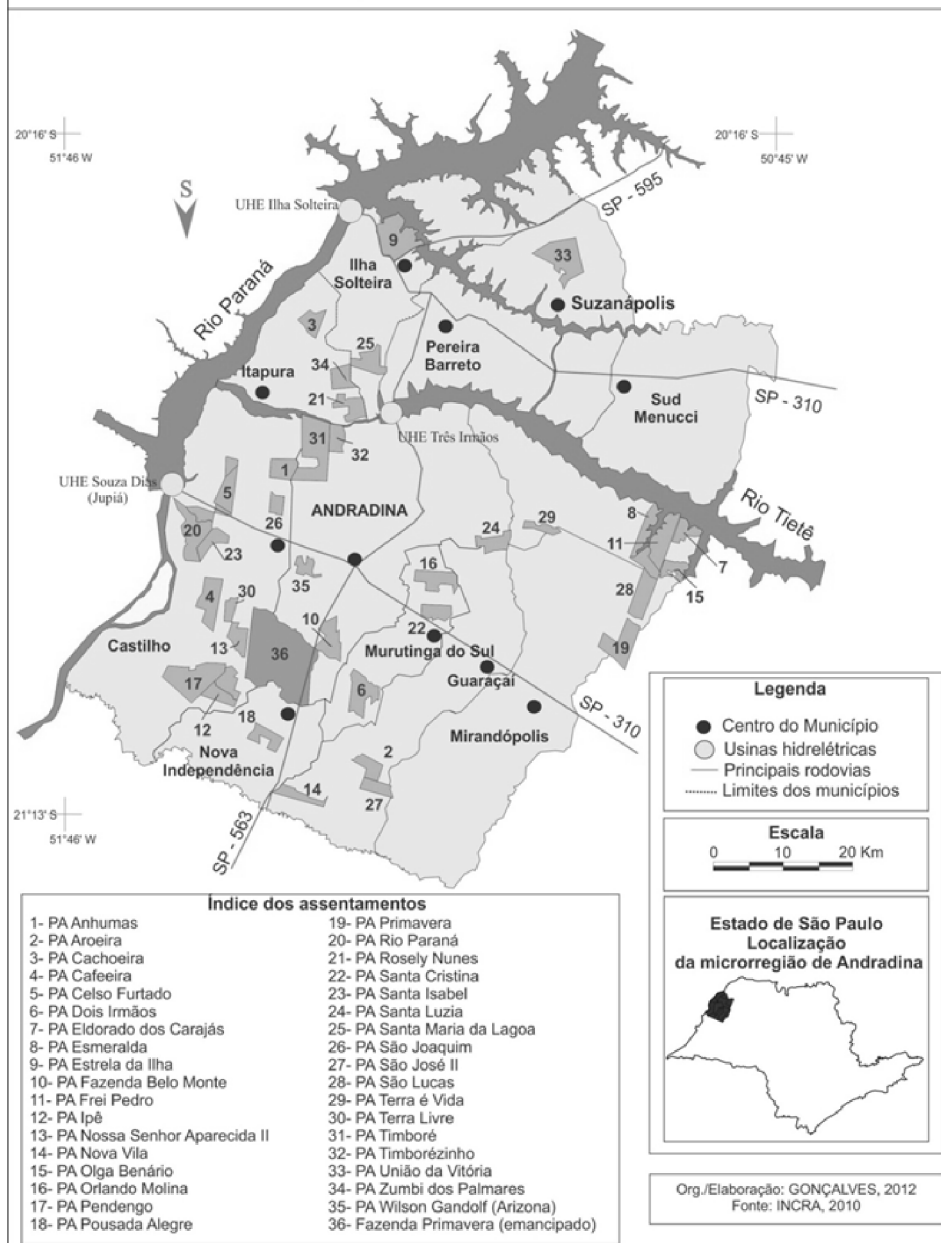 20°16' S
51°46 W
20°16' S
50°45' W
S
UHE Ilha Solteira
SP - 595
9
33
Ilha
Solteira
Suzanápolis
Rio Paraná
3
25
Pereira
Barreto
34
Itapura
21
Sud
Menucci
SP - 310
31
32
UHE Três Irmãos
1
UHE Souza Dias
(Jupiá)
5
ANDRADINA
Rio Tietê
8
29
26
24
20
11
23
7
35
16
15
28
4
30
10
22
13
Castilho
36
Murutinga do Sul
19
Guaraçaí
17
6
SP - 310
12
18
Mirandópolis
Nova
Independência
2
14
27
21°13' S
51°46 W
SP - 563
Legenda
Centro do Município
Usinas hidrelétricas
Principais rodovias
Limites dos municípios
Escala
0 10 20 Km
Estado de São Paulo
Localização
da microrregião de Andradina
Índice dos assentamentos
1- PA Anhumas
2- PA Aroeira
3- PA Cachoeira
4- PA Cafeeira
5- PA Celso Furtado
6- PA Dois Irmãos
7- PA Eldorado dos Carajás
8- PA Esmeralda
9- PA Estrela da Ilha
10- PA Fazenda Belo Monte
11- PA Frei Pedro
12- PA Ipê
13- PA Nossa Senhor Aparecida II
14- PA Nova Vila
15- PA Olga Benário
16- PA Orlando Molina
17- PA Pendengo
18- PA Pousada Alegre
19- PA Primavera
20- PA Rio Paraná
21- PA Rosely Nunes
22- PA Santa Cristina
23- PA Santa Isabel
24- PA Santa Luzia
25- PA Santa Maria da Lagoa
26- PA São Joaquim
27- PA São José II
28- PA São Lucas
29- PA Terra é Vida
30- PA Terra Livre
31- PA Timboré
32- PA Timborézinho
33- PA União da Vitória
34- PA Zumbi dos Palmares
35- PA Wilson Gandolf (Arizona)
36- Fazenda Primavera (emancipado)
Org./Elaboração: GONÇALVES, 2012
Fonte: INCRA, 2010